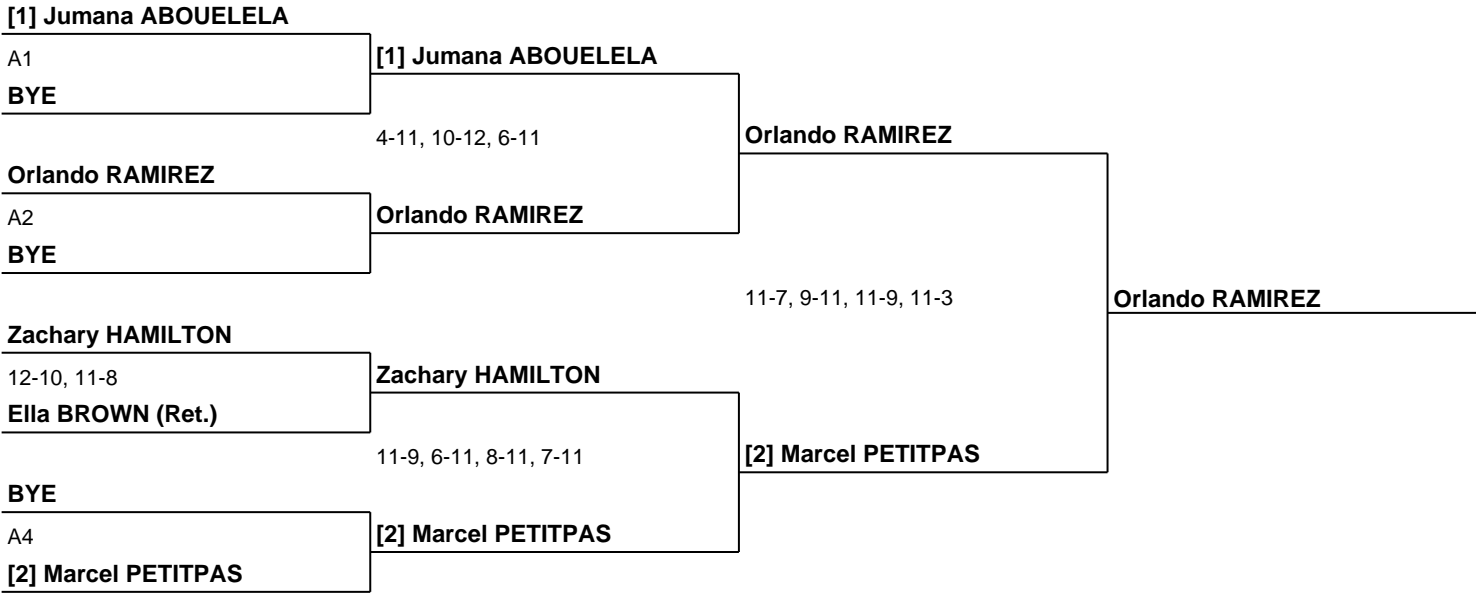 [1] Jumana ABOUELELA
A1
[1] Jumana ABOUELELA
BYE
4-11, 10-12, 6-11
Orlando RAMIREZ
Orlando RAMIREZ
A2
Orlando RAMIREZ
BYE
11-7, 9-11, 11-9, 11-3
Orlando RAMIREZ
Zachary HAMILTON
12-10, 11-8
Zachary HAMILTON
Ella BROWN (Ret.)
11-9, 6-11, 8-11, 7-11
[2] Marcel PETITPAS
BYE
A4
[2] Marcel PETITPAS
[2] Marcel PETITPAS